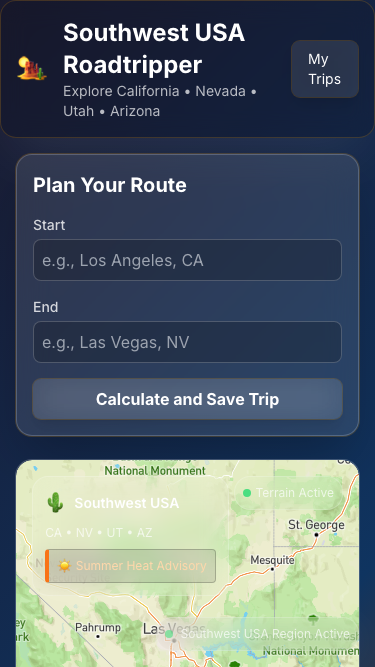 Southwest USA
Roadtripper
Explore California • Nevada •
Utah • Arizona
My
Trips
Plan Your Route
Start
e.g., Los Angeles, CA
End
e.g., Las Vegas, NV
Calculate and Save Trip
National Monument
Southwest USA
Terrain Active
CA • NV • UT • AZ
St. George
Summer Heat Advisory
Mesquite
Pahrump
Las Vegas
Southwest USA Region Active
National Monument